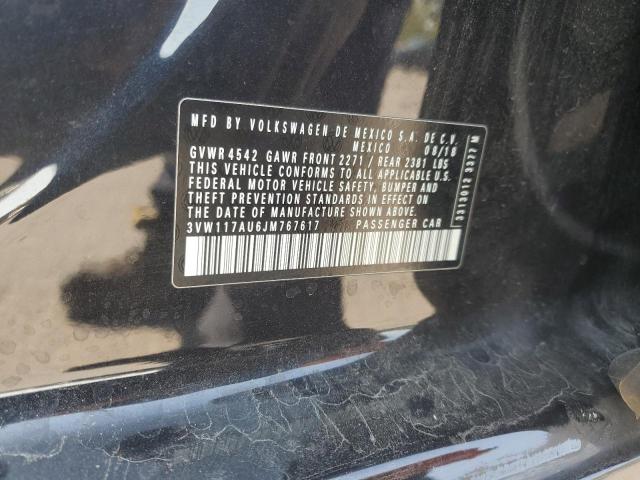 MFD BY VOLKSWAGEN DE MEXICO S.A. DE C.V.
MEXICO 08/18
GVWR 4542 GAWR FRONT 2271 / REAR 2381 LBS
THIS VEHICLE CONFORMS TO ALL APPLICABLE U.S.
FEDERAL MOTOR VEHICLE SAFETY, BUMPER AND
THEFT PREVENTION STANDARDS IN EFFECT ON
THE DATE OF MANUFACTURE SHOWN ABOVE.
3VW117AU6JM767617 PASSENGER CAR
3313012 3322 M